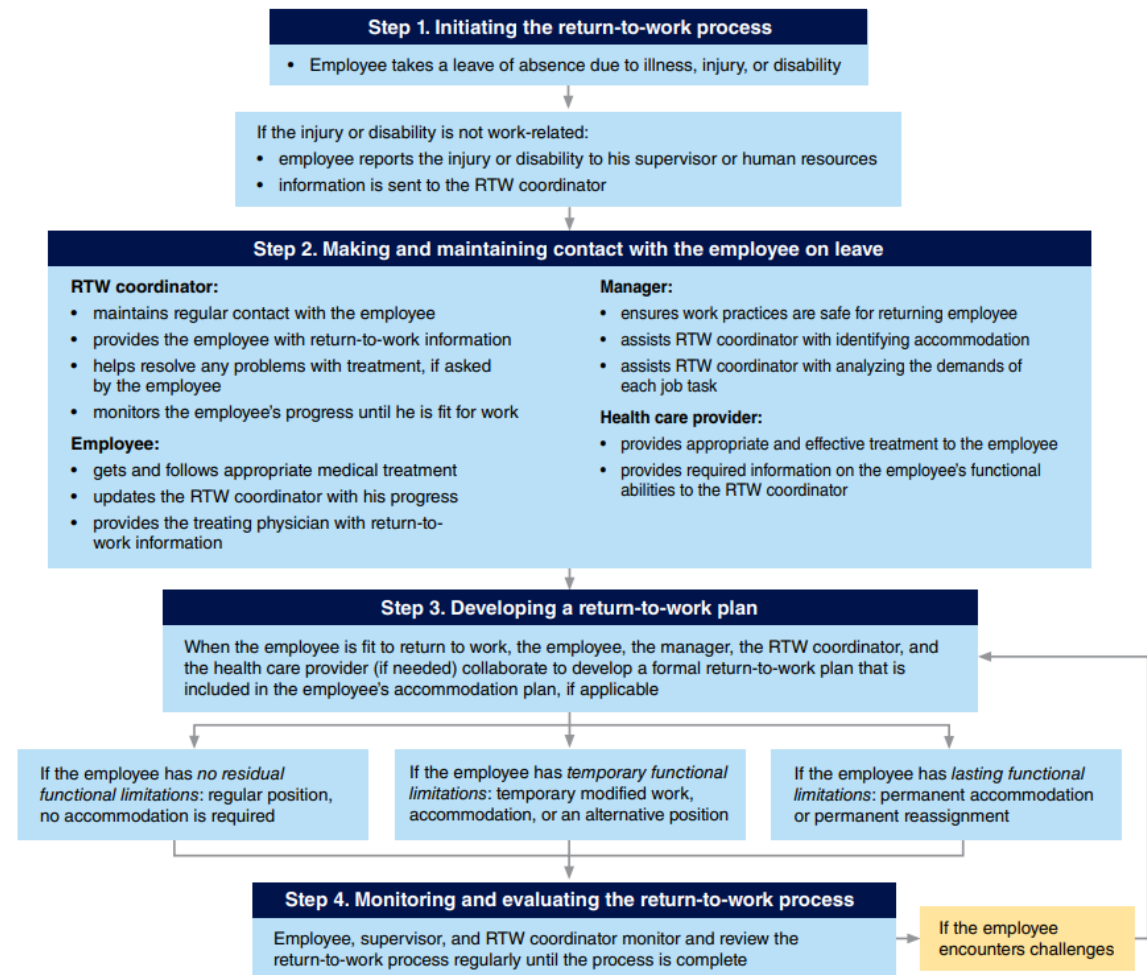 Step 1. Initiating the return-to-work process
• Employee takes a leave of absence due to illness, injury, or disability
If the injury or disability is not work-related:
• employee reports the injury or disability to his supervisor or human resources
• information is sent to the RTW coordinator
Step 2. Making and maintaining contact with the employee on leave
RTW coordinator:
• maintains regular contact with the employee
• provides the employee with return-to-work information
• helps resolve any problems with treatment, if asked
by the employee
• monitors the employee's progress until he is fit for work
Employee:
• gets and follows appropriate medical treatment
• updates the RTW coordinator with his progress
• provides the treating physician with return-to-
work information
Manager:
• ensures work practices are safe for returning employee
• assists RTW coordinator with identifying accommodation
• assists RTW coordinator with analyzing the demands of
each job task
Health care provider:
• provides appropriate and effective treatment to the employee
• provides required information on the employee's functional
abilities to the RTW coordinator
Step 3. Developing a return-to-work plan
When the employee is fit to return to work, the employee, the manager, the RTW coordinator, and
the health care provider (if needed) collaborate to develop a formal return-to-work plan that is
included in the employee's accommodation plan, if applicable
If the employee has no residual
functional limitations: regular position,
no accommodation is required
If the employee has temporary functional
limitations: temporary modified work,
accommodation, or an alternative position
If the employee has lasting functional
limitations: permanent accommodation
or permanent reassignment
Step 4. Monitoring and evaluating the return-to-work process
Employee, supervisor, and RTW coordinator monitor and review the
return-to-work process regularly until the process is complete
If the employee
encounters challenges